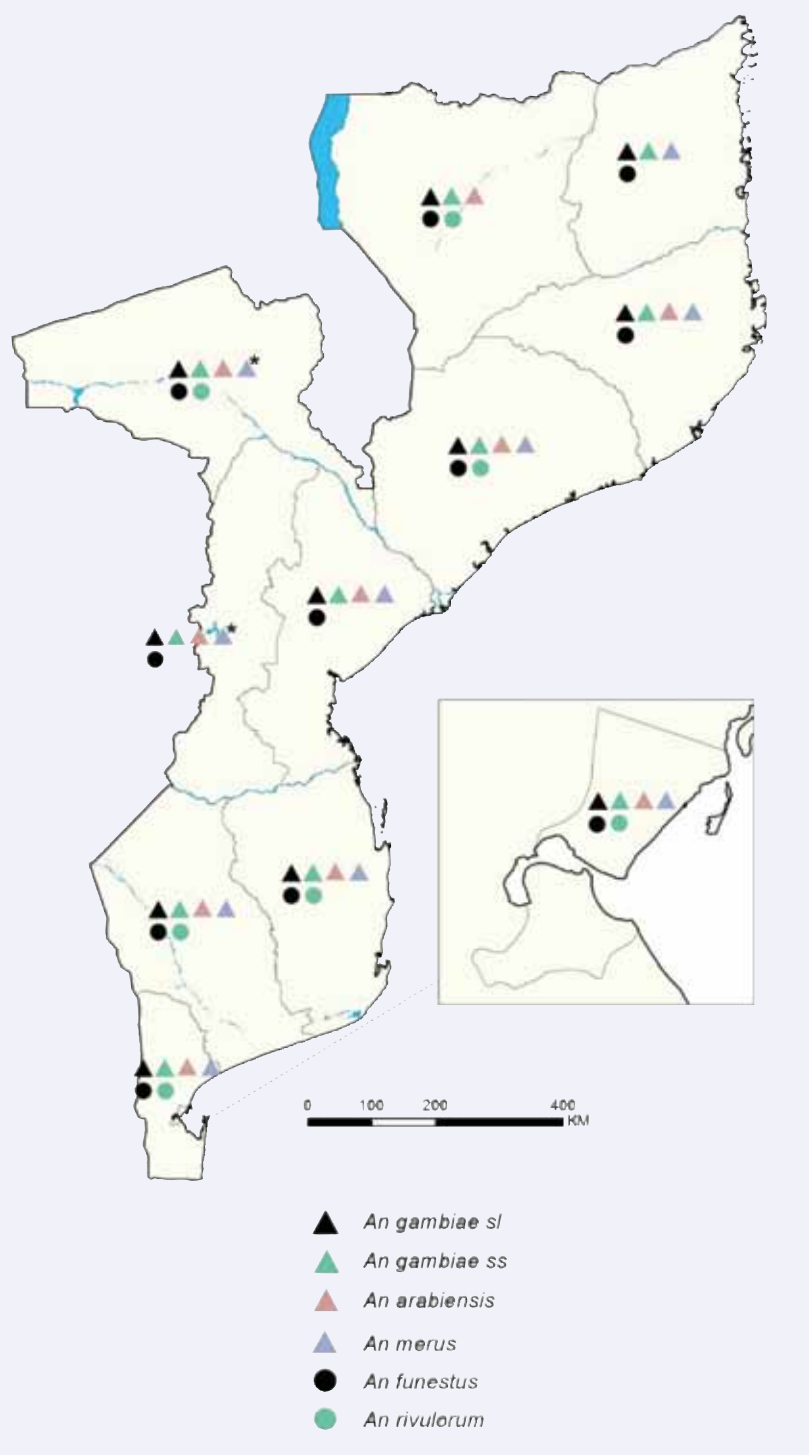 0 100 200 400
KM
An gambiae sl
An gambiae ss
An arabiensis
An merus
An funestus
An rivulorum